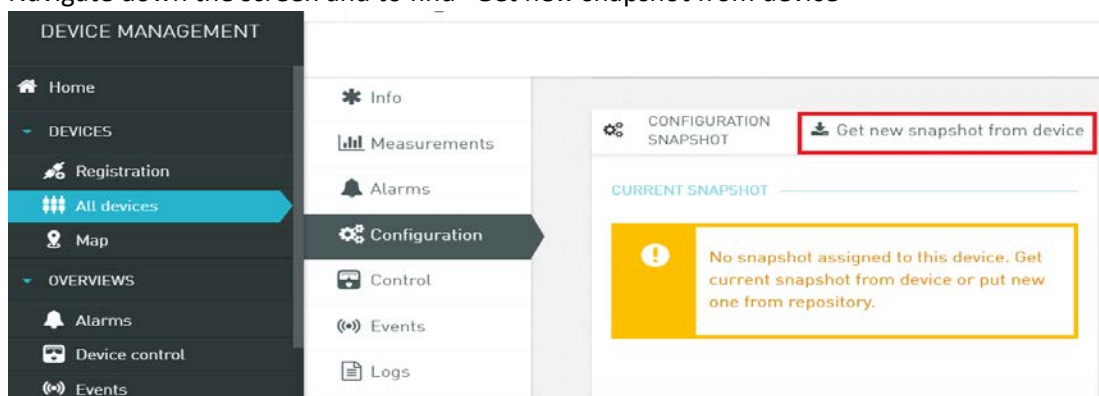 Navigate down the screen and to find "Get new snapshot from device"
DEVICE MANAGEMENT
Home
DEVICES
Registration
All devices
Map
OVERVIEWS
Alarms
Device control
Events
Info
Measurements
Alarms
Configuration
Control
Events
Logs
CONFIGURATION
SNAPSHOT
Get new snapshot from device
CURRENT SNAPSHOT
No snapshot assigned to this device. Get
current snapshot from device or put new
one from repository.